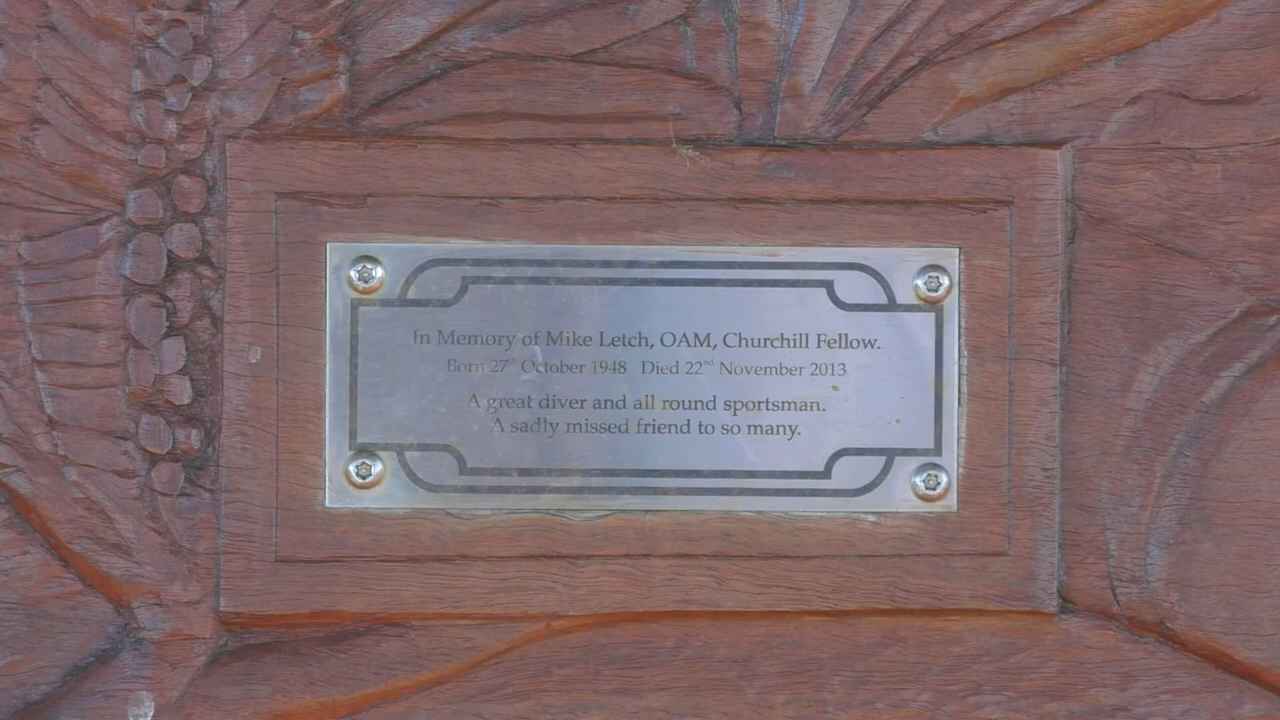 In Memory of Mike Letch, OAM, Churchill Fellow.
Born 27th October 1948 Died 22nd November 2013
A great diver and all round sportsman.
A sadly missed friend to so many.